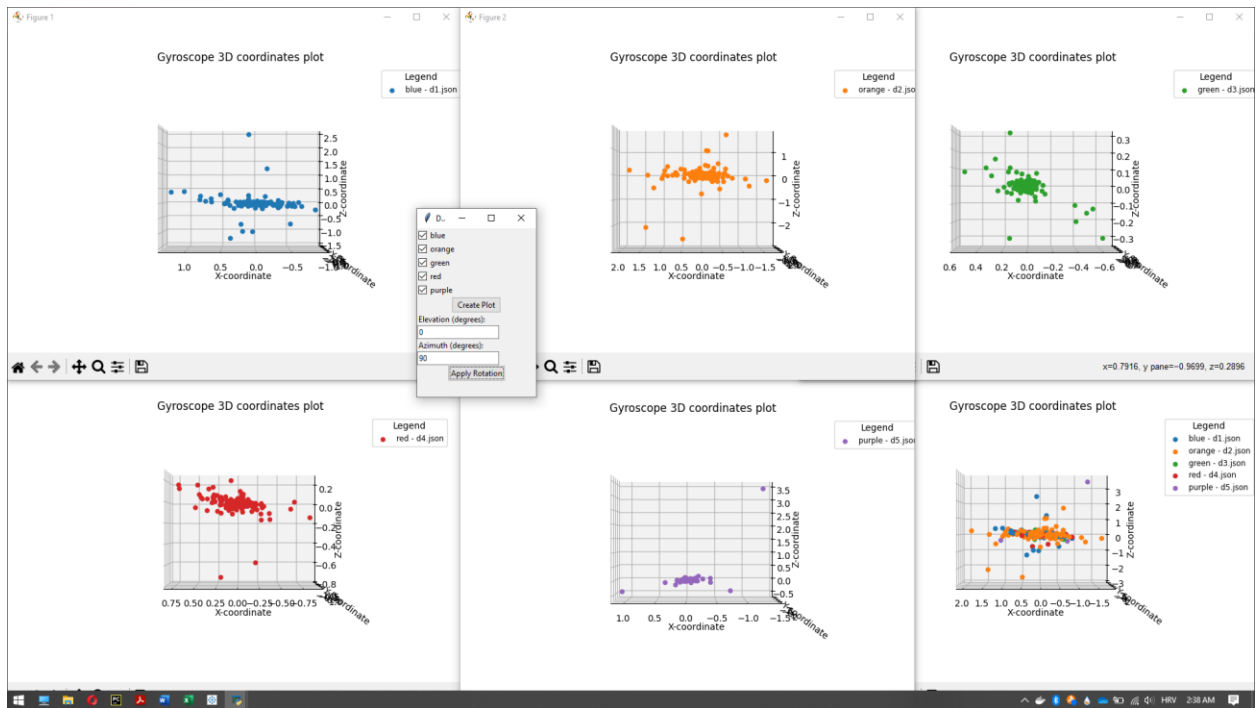 Figure 1
Gyroscope 3D coordinates plot
Legend
blue - d1.json
2.5
2.0
1.5
1.0
0.5
0.0
−0.5
−1.0
−1.5
Z-coordinate
1.0 0.5 0.0 −0.5
X-coordinate
Figure 2
Gyroscope 3D coordinates plot
Legend
orange - d2.jso
1
0
−1
−2
Z-coordinate
2.0 1.5 1.0 0.5 0.0 −0.5 −1.0 −1.5
X-coordinate
Gyroscope 3D coordinates plot
Legend
green - d3.json
0.3
0.2
0.1
0.0
−0.1
−0.2
−0.3
Z-coordinate
0.6 0.4 0.2 0.0 −0.2 −0.4 −0.6
X-coordinate
x=0.7916, y pane=−0.9699, z=0.2896
D..
blue
orange
green
red
purple
Create Plot
Elevation (degrees):
0
Azimuth (degrees):
90
Apply Rotation
Gyroscope 3D coordinates plot
Legend
red - d4.json
0.2
0.0
−0.20
−0.40
−0.6
−0.8
Z-coordinate
0.75 0.50 0.25 0.00 −0.25 −0.50 −0.75
X-coordinate
Gyroscope 3D coordinates plot
Legend
purple - d5.jso
3.5
3.0
2.5
2.0
1.5
1.0
0.5
0.0
−0.5
Z-coordinate
1.0 0.5 0.0 −0.5 −1.0 −1.5
X-coordinate
Gyroscope 3D coordinates plot
Legend
blue - d1.json
orange - d2.json
green - d3.json
red - d4.json
purple - d5.json
3
2
1
0
−1
−2
−3
Z-coordinate
2.0 1.5 1.0 0.5 0.0 −0.5 −1.0 −1.5
X-coordinate
HRV 2:38 AM